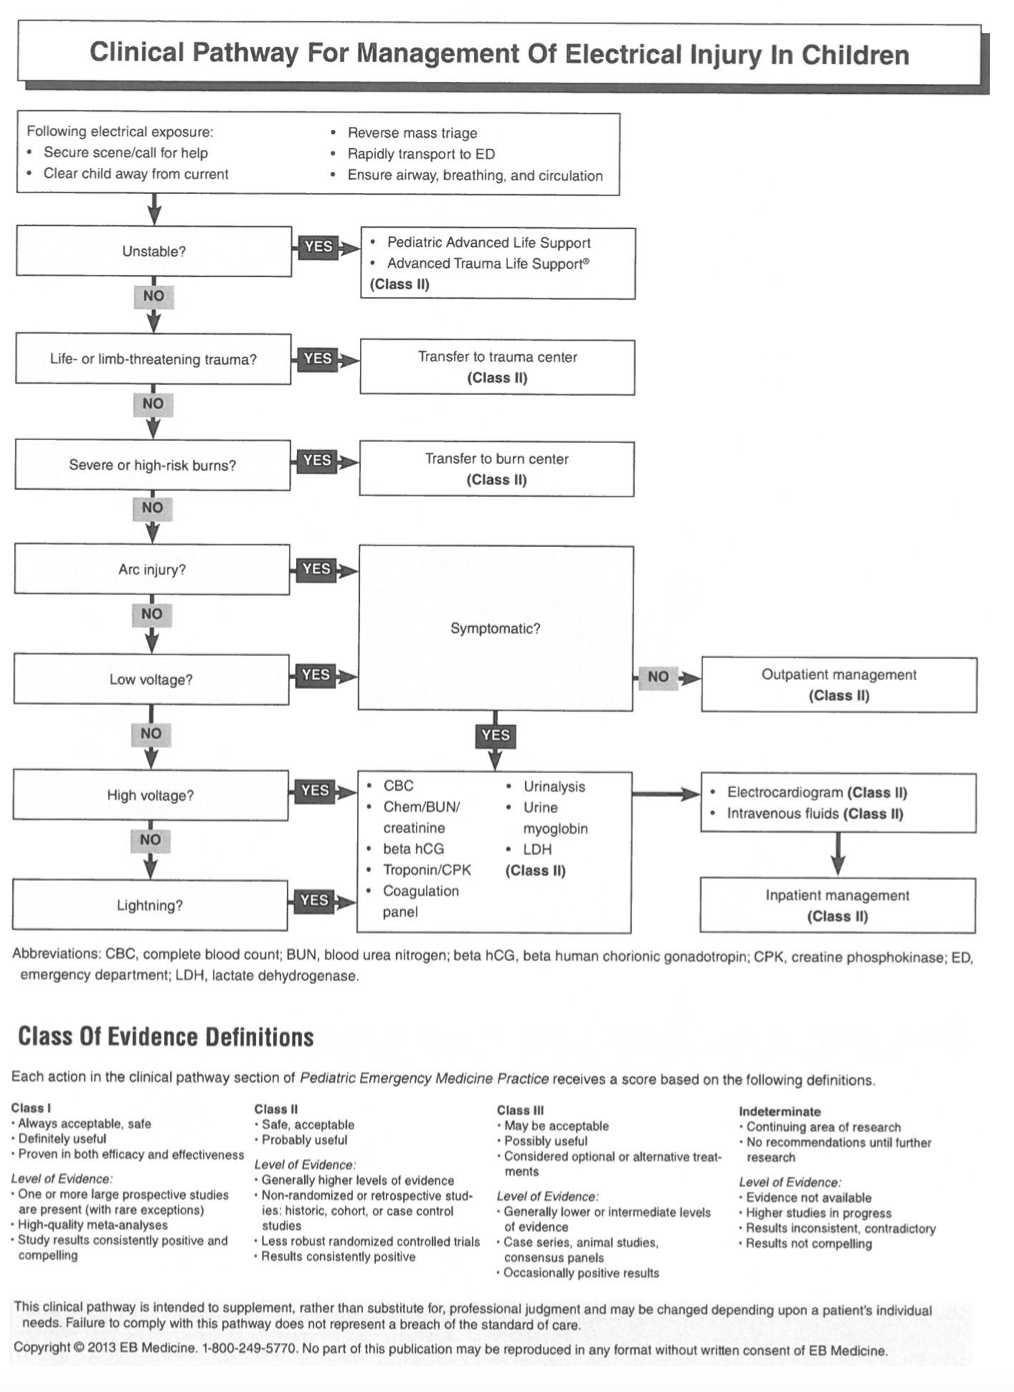 Clinical Pathway For Management Of Electrical Injury In Children
Following electrical exposure:
• Secure scene/call for help
• Clear child away from current
• Reverse mass triage
• Rapidly transport to ED
• Ensure airway, breathing, and circulation
Unstable?
YES
• Pediatric Advanced Life Support
• Advanced Trauma Life Support®
(Class II)
NO
Life- or limb-threatening trauma?
YES
Transfer to trauma center
(Class II)
NO
Severe or high-risk burns?
YES
Transfer to burn center
(Class II)
NO
Arc injury?
YES
Symptomatic?
NO
Low voltage?
YES
NO
Outpatient management
(Class II)
YES
NO
High voltage?
YES
• CBC
• Chem/BUN/
creatinine
• beta hCG
• Troponin/CPK
• Coagulation
panel
• Urinalysis
• Urine
myoglobin
• LDH
(Class II)
• Electrocardiogram (Class II)
• Intravenous fluids (Class II)
NO
Lightning?
YES
Inpatient management
(Class II)
Abbreviations: CBC, complete blood count; BUN, blood urea nitrogen; beta hCG, beta human chorionic gonadotropin; CPK, creatine phosphokinase; ED,
emergency department; LDH, lactate dehydrogenase.
Class Of Evidence Definitions
Each action in the clinical pathway section of Pediatric Emergency Medicine Practice receives a score based on the following definitions.
Class I
• Always acceptable, safe
• Definitely useful
• Proven in both efficacy and effectiveness
Level of Evidence:
• One or more large prospective studies
are present (with rare exceptions)
• High-quality meta-analyses
• Study results consistently positive and
compelling
Class II
• Safe, acceptable
• Probably useful
Level of Evidence:
• Generally higher levels of evidence
• Non-randomized or retrospective stud-
ies: historic, cohort, or case control
studies
• Less robust randomized controlled trials
• Results consistently positive
Class III
• May be acceptable
• Possibly useful
• Considered optional or alternative treat-
ments
Level of Evidence:
• Generally lower or intermediate levels
of evidence
• Case series, animal studies,
consensus panels
• Occasionally positive results
Indeterminate
• Continuing area of research
• No recommendations until further
research
Level of Evidence:
• Evidence not available
• Higher studies in progress
• Results inconsistent, contradictory
• Results not compelling
This clinical pathway is intended to supplement, rather than substitute for, professional judgment and may be changed depending upon a patient's individual
needs. Failure to comply with this pathway does not represent a breach of the standard of care.
Copyright © 2013 EB Medicine. 1-800-249-5770. No part of this publication may be reproduced in any format without written consent of EB Medicine.